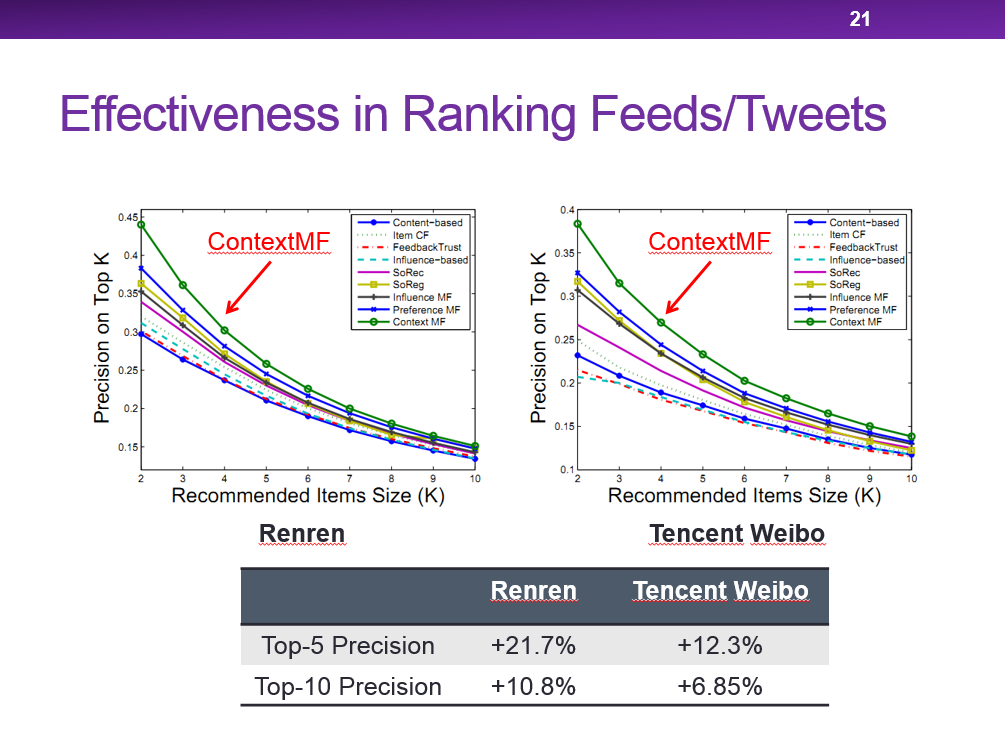 21
Effectiveness in Ranking Feeds/Tweets
Precision on Top K
0.45
0.4
0.35
0.3
0.25
0.2
0.15
2 3 4 5 6 7 8 9 10
Recommended Items Size (K)
ContextMF
Content−based
Item CF
FeedbackTrust
Influence−based
SoRec
SoReg
Influence MF
Preference MF
Context MF
Renren
Precision on Top K
0.4
0.35
0.3
0.25
0.2
0.15
0.1
2 3 4 5 6 7 8 9 10
Recommended Items Size (K)
ContextMF
Content−based
Item CF
FeedbackTrust
Influence−based
SoRec
SoReg
Influence MF
Preference MF
Context MF
Tencent Weibo
Renren Tencent Weibo
Top-5 Precision +21.7% +12.3%
Top-10 Precision +10.8% +6.85%